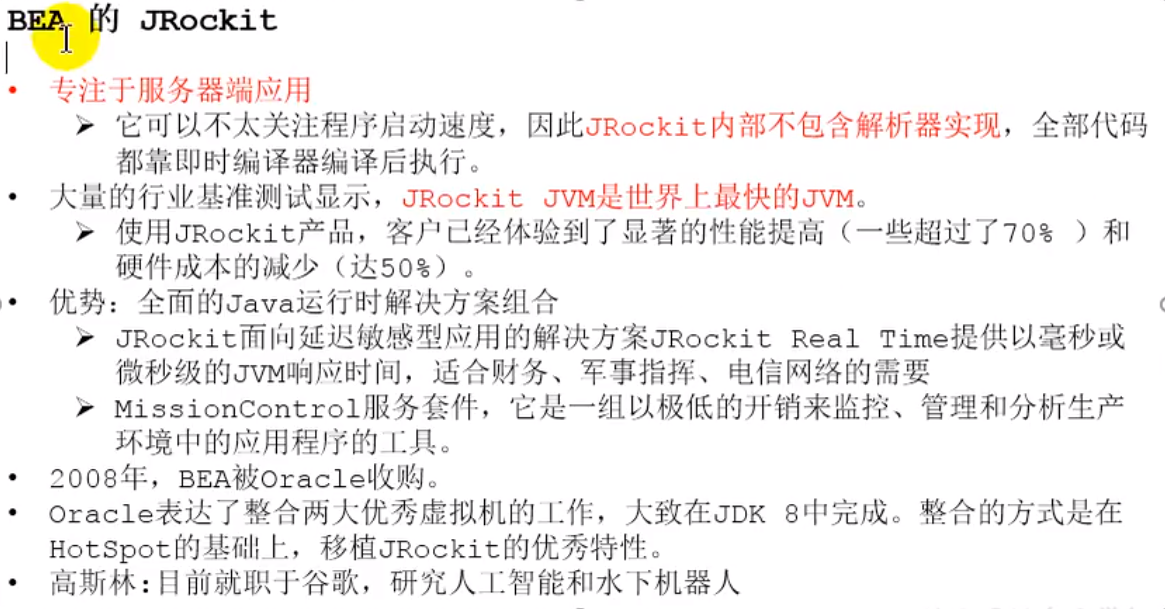 BEA 的 JRockit
• 专注于服务器端应用
➤ 它可以不太关注程序启动速度，因此JRockit内部不包含解析器实现，全部代码
都靠即时编译器编译后执行。
• 大量的行业基准测试显示，JRockit JVM是世界上最快的JVM。
➤ 使用JRockit产品，客户已经体验到了显著的性能提高（一些超过了70% ）和
硬件成本的减少（达50%）。
• 优势：全面的Java运行时解决方案组合
➤ JRockit面向延迟敏感型应用的解决方案JRockit Real Time提供以毫秒或
微秒级的JVM响应时间，适合财务、军事指挥、电信网络的需要
➤ MissionControl服务套件，它是一组以极低的开销来监控、管理和分析生产
环境中的应用程序的工具。
• 2008年，BEA被Oracle收购。
• Oracle表达了整合两大优秀虚拟机的工作，大致在JDK 8中完成。整合的方式是在
HotSpot的基础上，移植JRockit的优秀特性。
• 高斯林:目前就职于谷歌，研究人工智能和水下机器人